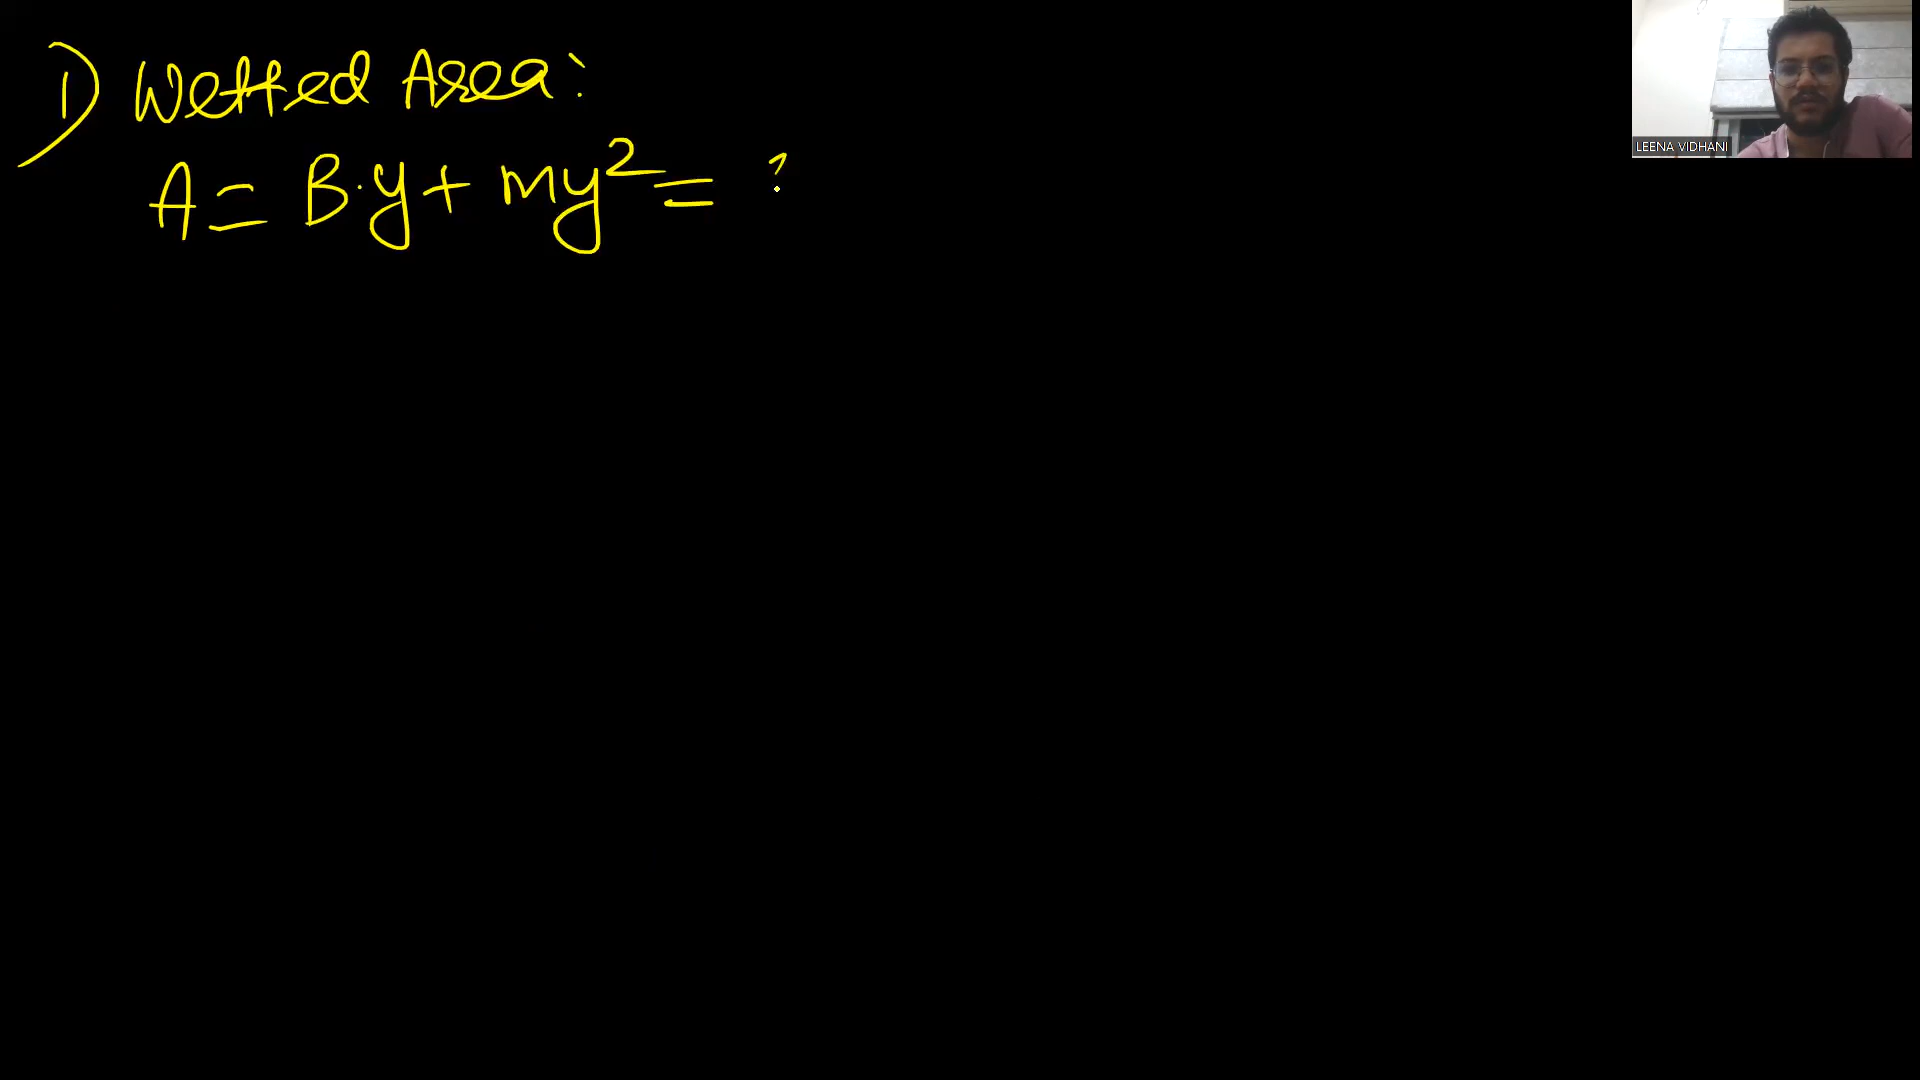 1) Wetted Area:
A = B.y + my² = ?
LEENA VIDHANI